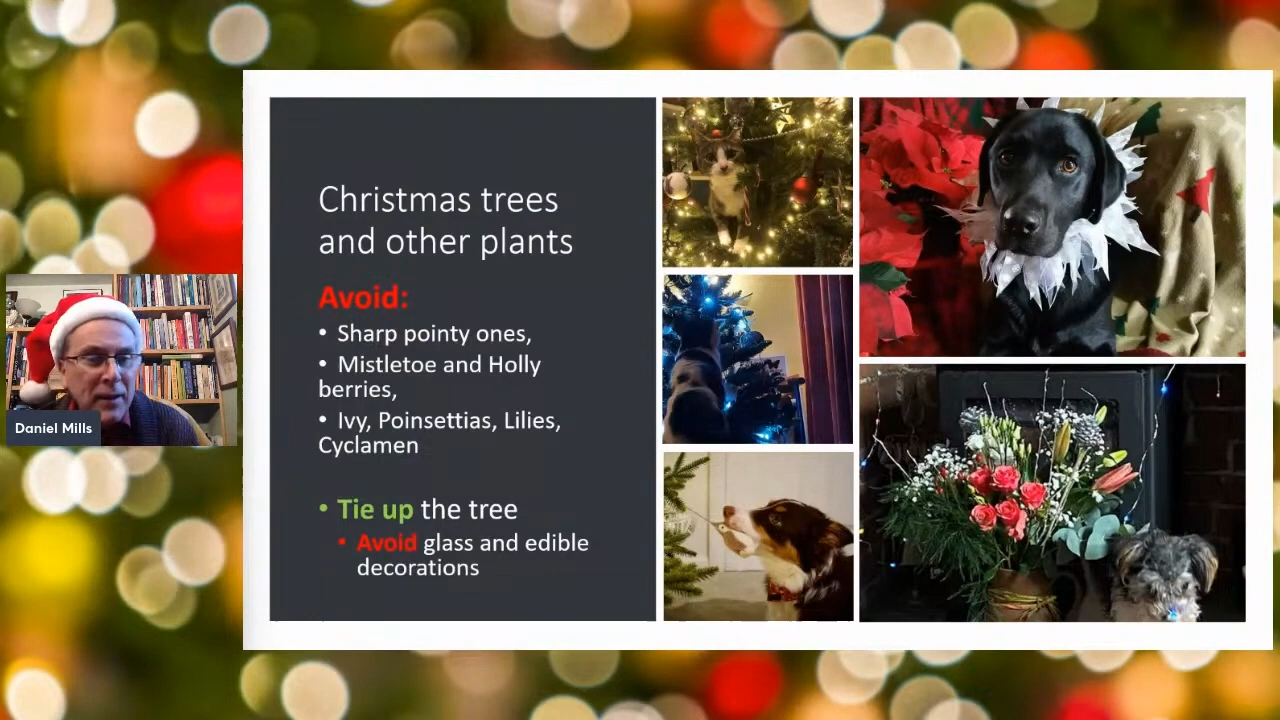 Christmas trees
and other plants
Avoid:
• Sharp pointy ones,
• Mistletoe and Holly
berries,
• Ivy, Poinsettias, Lilies,
Cyclamen
• Tie up the tree
• Avoid glass and edible
decorations
Daniel Mills